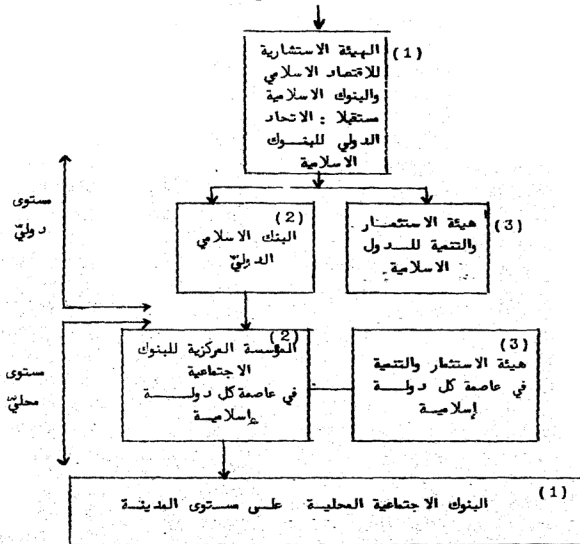 (1)
الهيئة الاستشارية
للاقتصاد الاسلامي
والبنوك الاسلامية
مستقبلا : الاتحاد
الدولي للبنوك
الاسلامية
مستوى
دوليّ
(2)
البنك الاسلامي
الدوليّ
(3)
هيئة الاستثمار
والتنمية للدول
الاسلامية
(2)
المؤسسة المركزية للبنوك
الاجتماعية
في عاصمة كل دولة
إسلامية
(3)
هيئة الاستثمار والتنمية
في عاصمة كل دولة
إسلامية
مستوى
محليّ
(1)
البنوك الاجتماعية المحلية على مستوى المدينة